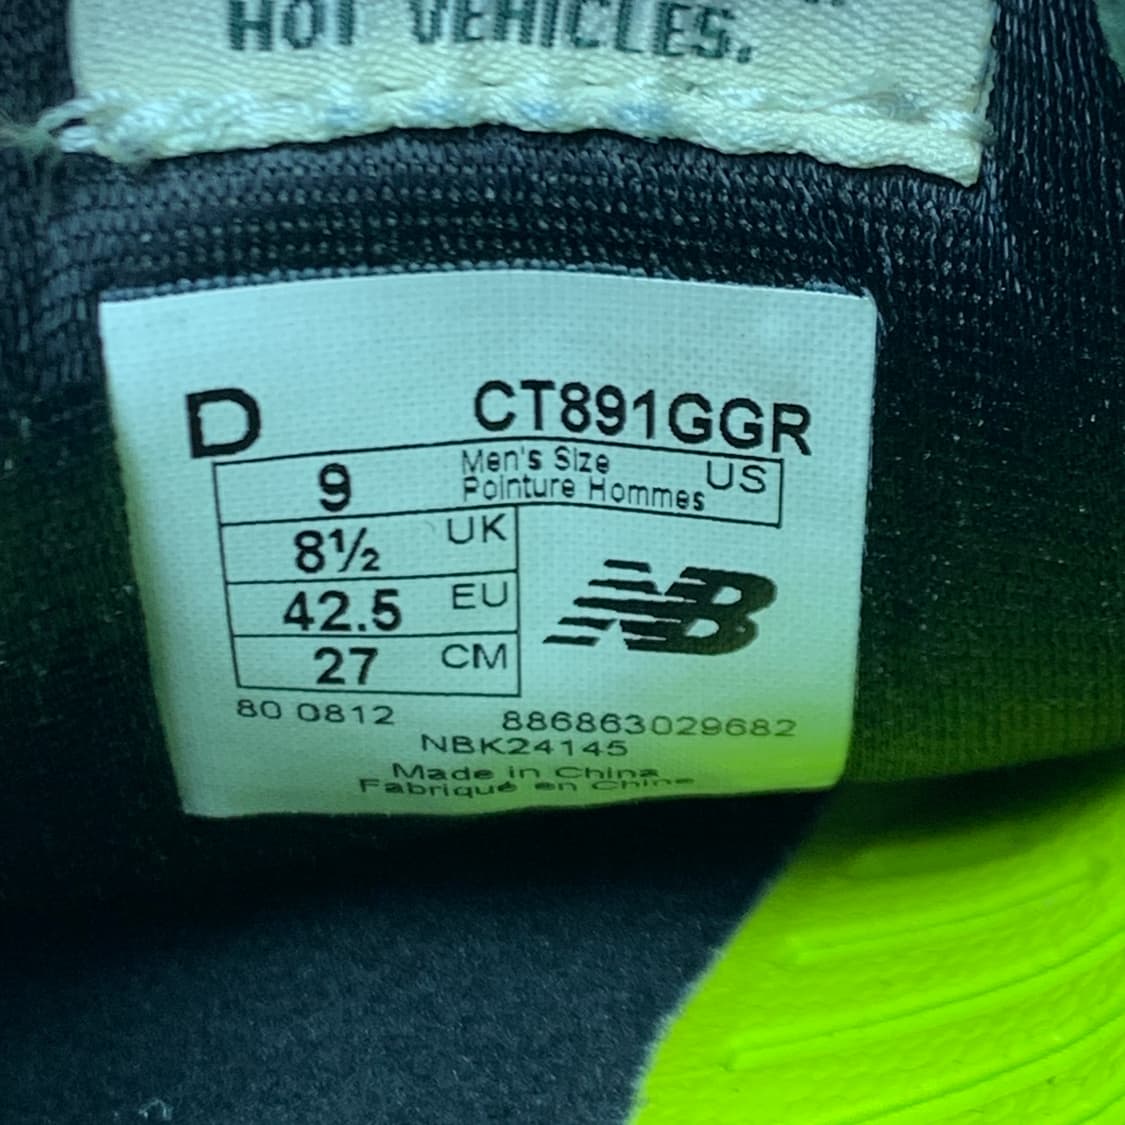 HOT VEHICLES.
D CT891GGR
9 Men's Size US
Pointure Hommes
8½ UK
42.5 EU
NB
27 CM
80 0812 886863029682
NBK24145
Made in China
Fabriqué en Chine